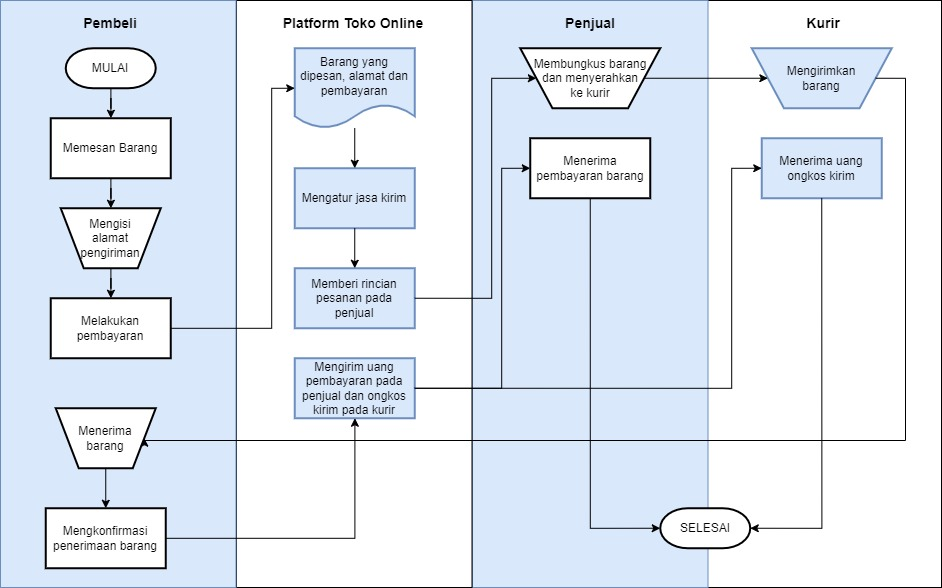 Pembeli
Platform Toko Online
Penjual
Kurir
MULAI
Memesan Barang
Mengisi
alamat
pengiriman
Melakukan
pembayaran
Menerima
barang
Mengkonfirmasi
penerimaan barang
Barang yang
dipesan, alamat dan
pembayaran
Mengatur jasa kirim
Memberi rincian
pesanan pada
penjual
Mengirim uang
pembayaran pada
penjual dan ongkos
kirim pada kurir
Membungkus barang
dan menyerahkan
ke kurir
Menerima
pembayaran barang
Mengirimkan
barang
Menerima uang
ongkos kirim
SELESAI